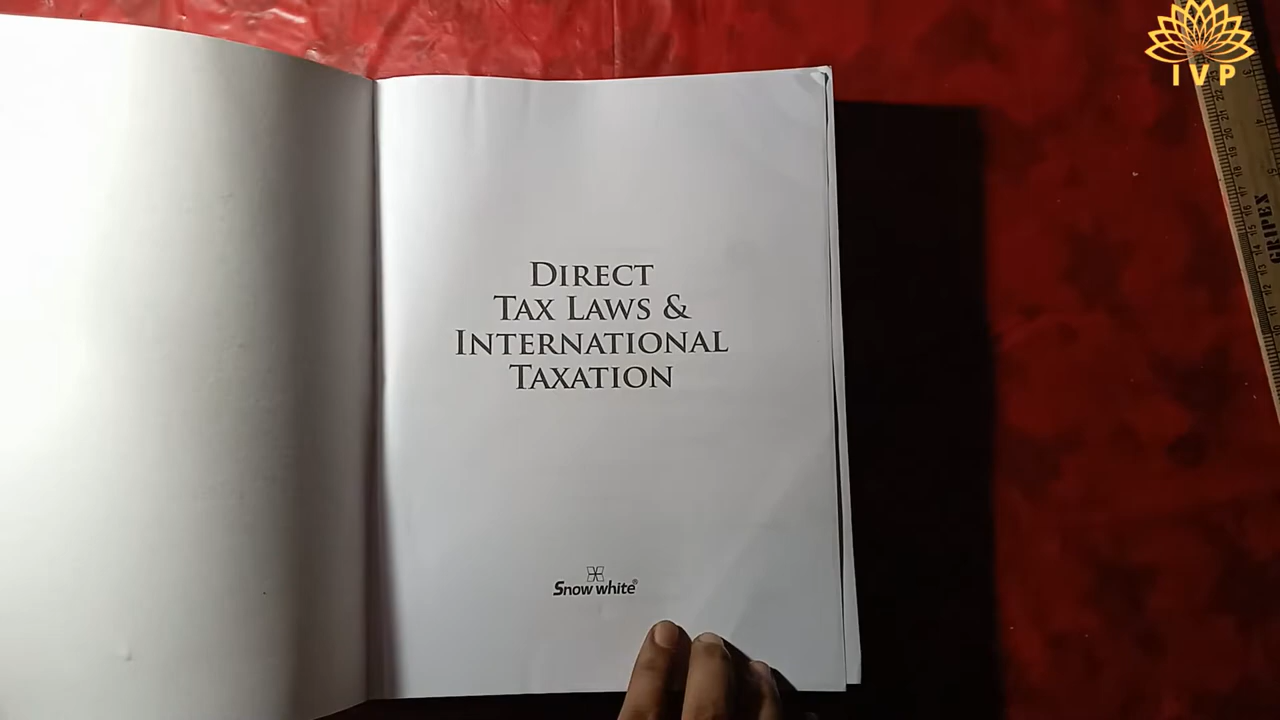 DIRECT
TAX LAWS &
INTERNATIONAL
TAXATION
Snow white®
IVP
GRIPEX